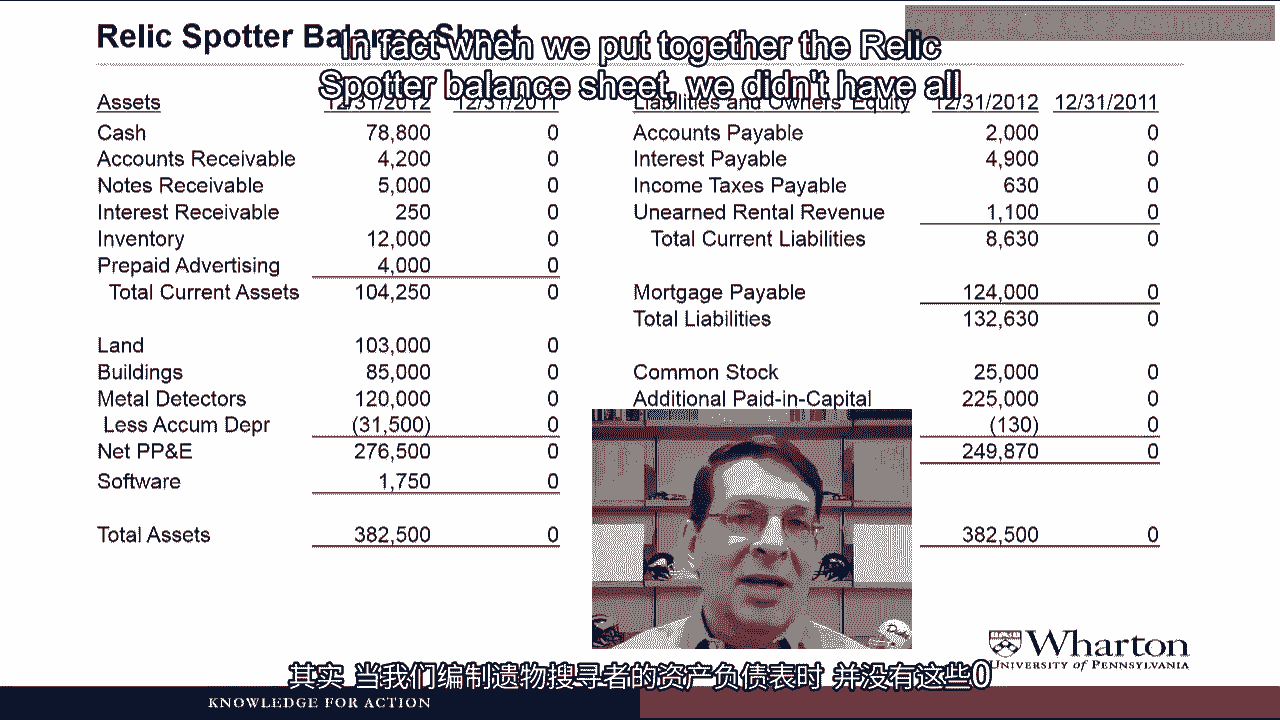 Relic Spotter Balance Sheet
In fact when we put together the Relic
Spotter balance sheet, we didn't have all
Assets 12/31/2012 12/31/2011
Cash 78,800 0
Accounts Receivable 4,200 0
Notes Receivable 5,000 0
Interest Receivable 250 0
Inventory 12,000 0
Prepaid Advertising 4,000 0
Total Current Assets 104,250 0
Land 103,000 0
Buildings 85,000 0
Metal Detectors 120,000 0
Less Accum Depr (31,500) 0
Net PP&E 276,500 0
Software 1,750 0
Total Assets 382,500 0
Liabilities and Owners' Equity 12/31/2012 12/31/2011
Accounts Payable 2,000 0
Interest Payable 4,900 0
Income Taxes Payable 630 0
Unearned Rental Revenue 1,100 0
Total Current Liabilities 8,630 0
Mortgage Payable 124,000 0
Total Liabilities 132,630 0
Common Stock 25,000 0
Additional Paid-in-Capital 225,000 0
(130) 0
249,870 0
382,500 0
Wharton
UNIVERSITY of PENNSYLVANIA
其实 当我们编制遗物搜寻者的资产负债表时 并没有这些0
KNOWLEDGE FOR ACTION